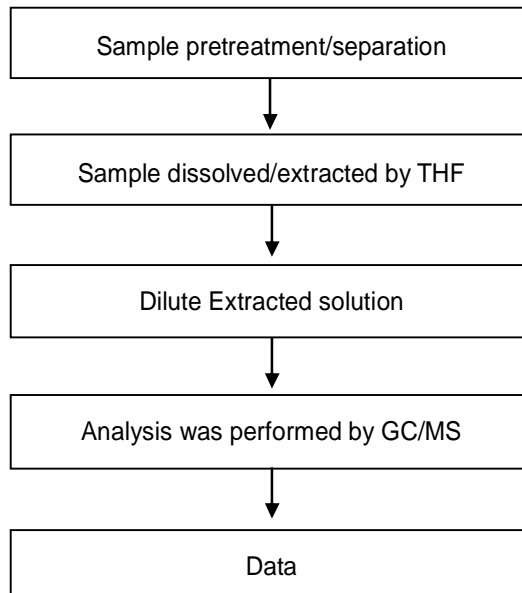 Sample pretreatment/separation
Sample dissolved/extracted by THF
Dilute Extracted solution
Analysis was performed by GC/MS
Data